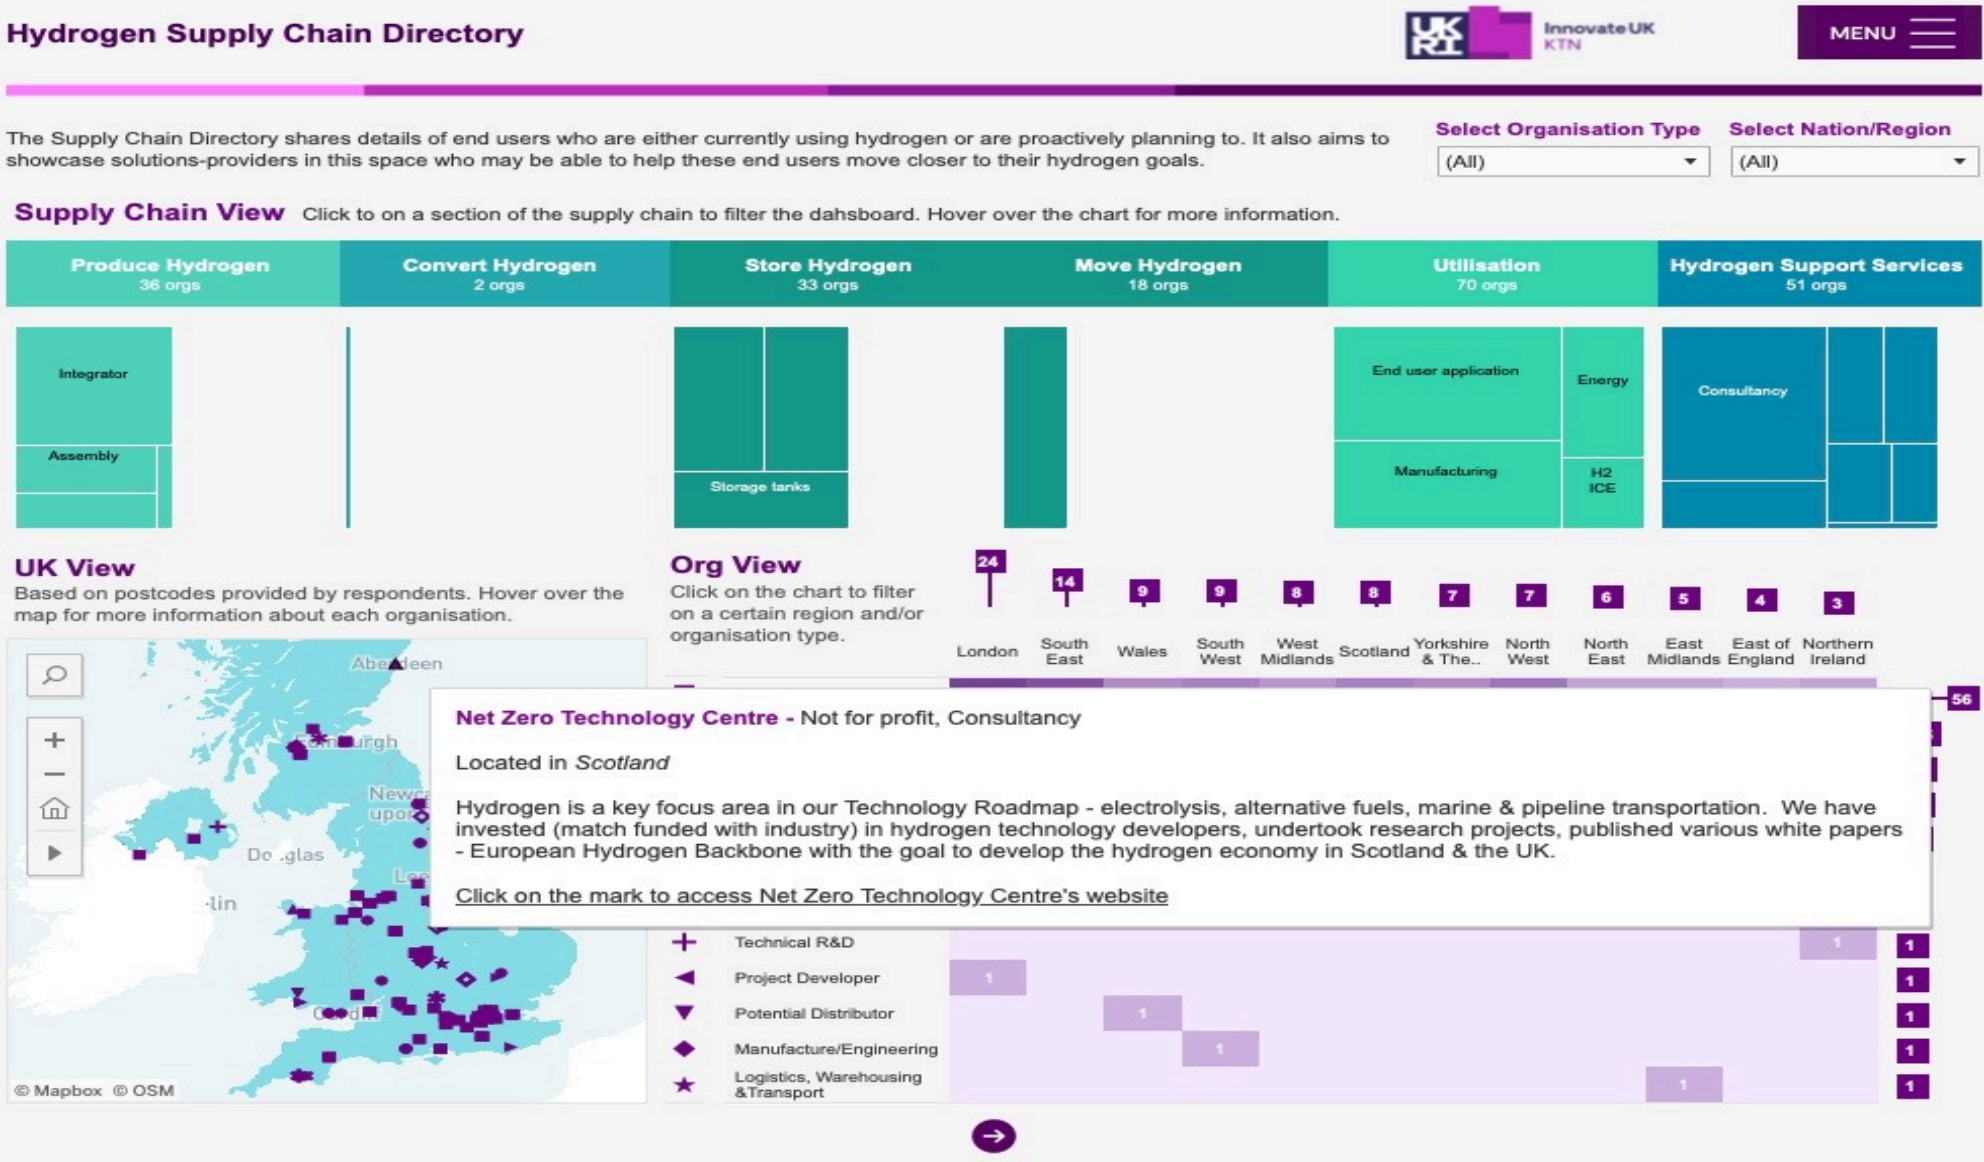 Hydrogen Supply Chain Directory
UK
RI
Innovate UK
KTN
MENU
The Supply Chain Directory shares details of end users who are either currently using hydrogen or are proactively planning to. It also aims to
showcase solutions-providers in this space who may be able to help these end users move closer to their hydrogen goals.
Select Organisation Type
Select Nation/Region
(All)
(All)
Supply Chain View Click to on a section of the supply chain to filter the dahsboard. Hover over the chart for more information.
Produce Hydrogen
36 orgs
Convert Hydrogen
2 orgs
Store Hydrogen
33 orgs
Move Hydrogen
18 orgs
Utilisation
70 orgs
Hydrogen Support Services
51 orgs
Integrator
Assembly
Storage tanks
End user application
Energy
Manufacturing
H2
ICE
Consultancy
UK View
Based on postcodes provided by respondents. Hover over the
map for more information about each organisation.
Org View
Click on the chart to filter
on a certain region and/or
organisation type.
24
14
9
9
8
8
7
7
6
5
4
3
London
South
East
Wales
South
West
West
Midlands
Scotland
Yorkshire
& The..
North
West
North
East
East
Midlands
East of
England
Northern
Ireland
56
Net Zero Technology Centre - Not for profit, Consultancy
Located in Scotland
Hydrogen is a key focus area in our Technology Roadmap - electrolysis, alternative fuels, marine & pipeline transportation. We have
invested (match funded with industry) in hydrogen technology developers, undertook research projects, published various white papers
- European Hydrogen Backbone with the goal to develop the hydrogen economy in Scotland & the UK.
Click on the mark to access Net Zero Technology Centre's website
Technical R&D
1
1
Project Developer
1
1
Potential Distributor
1
1
Manufacture/Engineering
1
1
Logistics, Warehousing
&Transport
1
1
© Mapbox © OSM